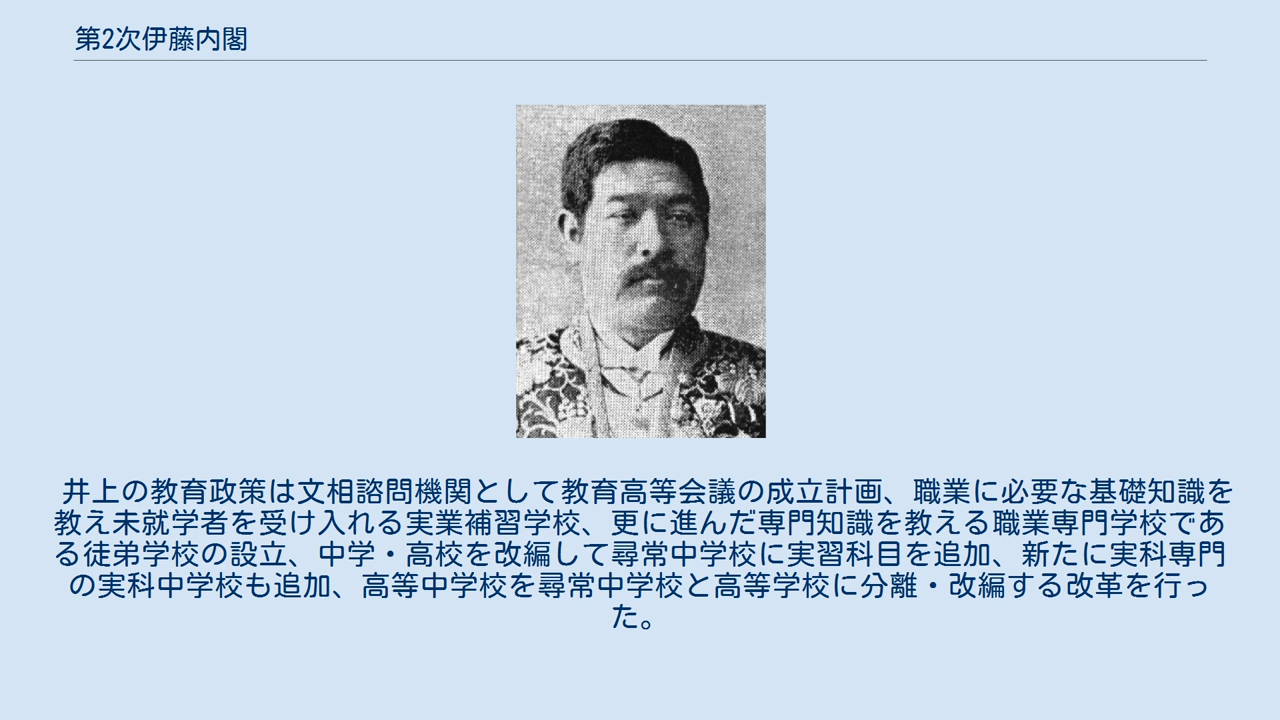 第2次伊藤内閣
井上の教育政策は文相諮問機関として教育高等会議の成立計画、職業に必要な基礎知識を
教え未就学者を受け入れる実業補習学校、更に進んだ専門知識を教える職業専門学校であ
る徒弟学校の設立、中学・高校を改編して尋常中学校に実習科目を追加、新たに実科専門
の実科中学校も追加、高等中学校を尋常中学校と高等学校に分離・改編する改革を行っ
た。